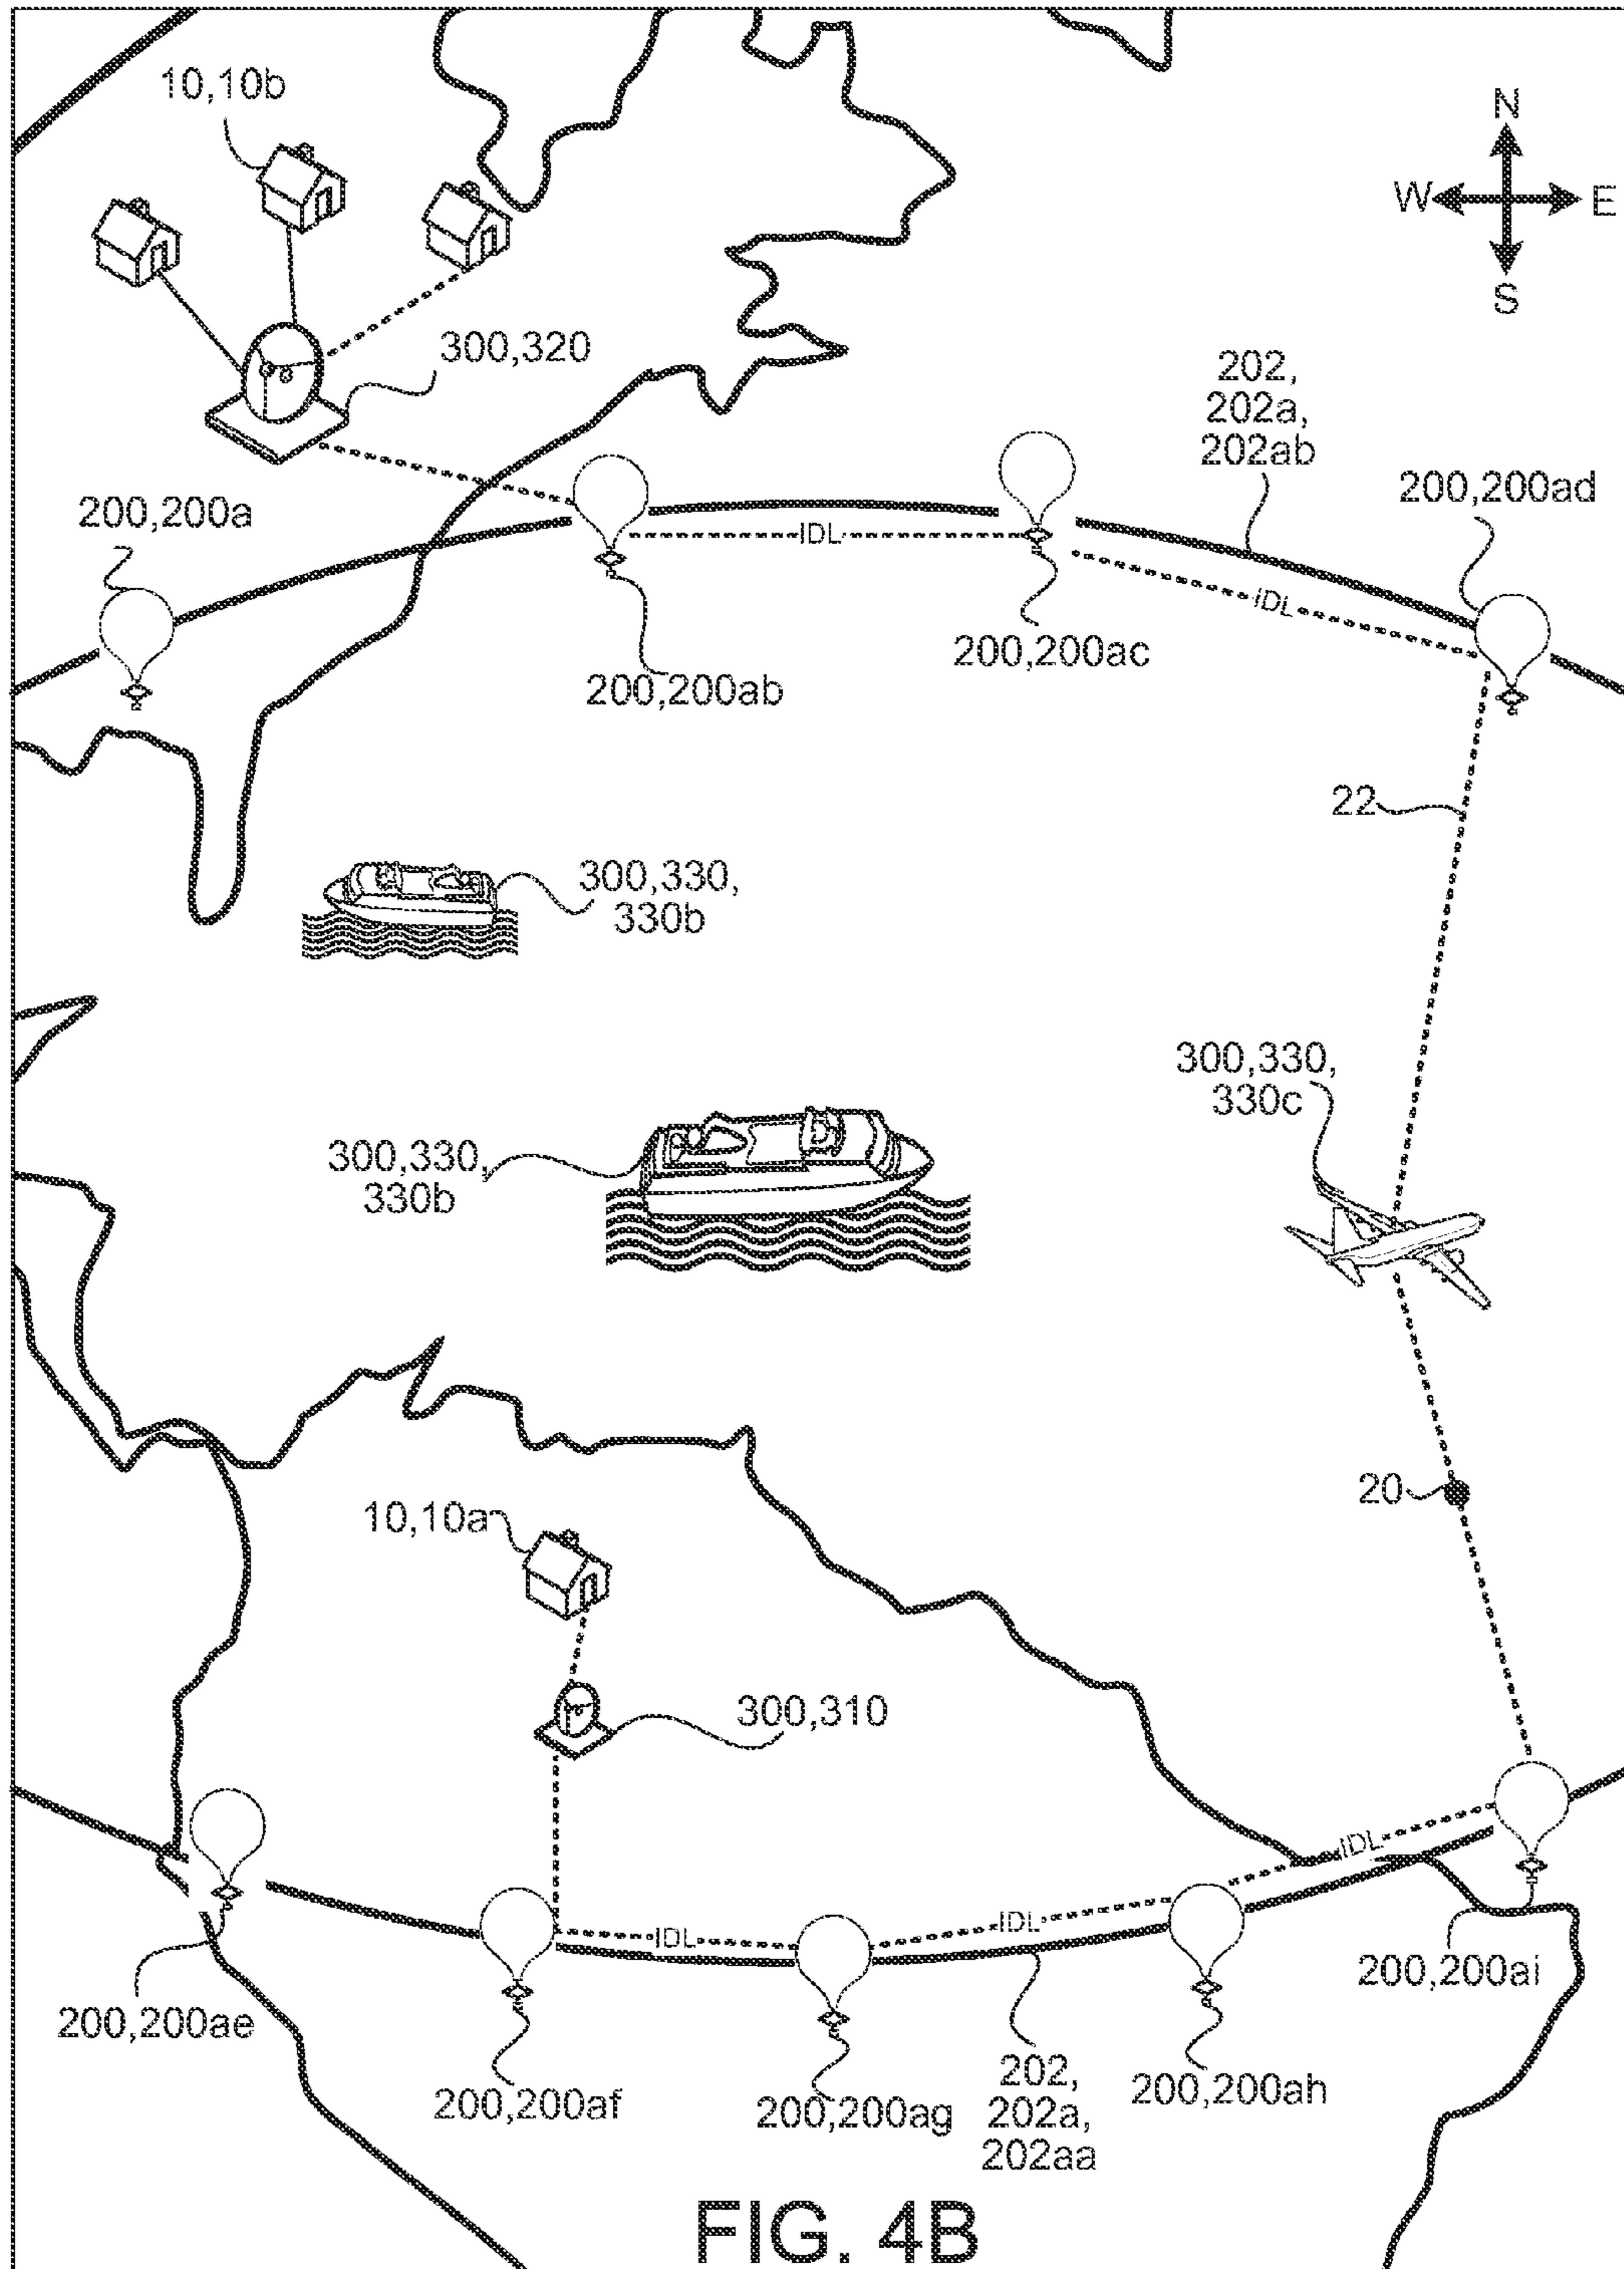 10,10b
N
W
E
S
300,320
202,
202a,
202ab
200,200ad
200,200a
IDL
IDL
200,200ab
200,200ac
22
300,330,
330b
300,330,
330c
300,330,
330b
20
10,10a
300,310
IDL
IDL
IDL
200,200ae
200,200ai
200,200af
200,200ag
202,
202a,
202aa
200,200ah
FIG. 4B